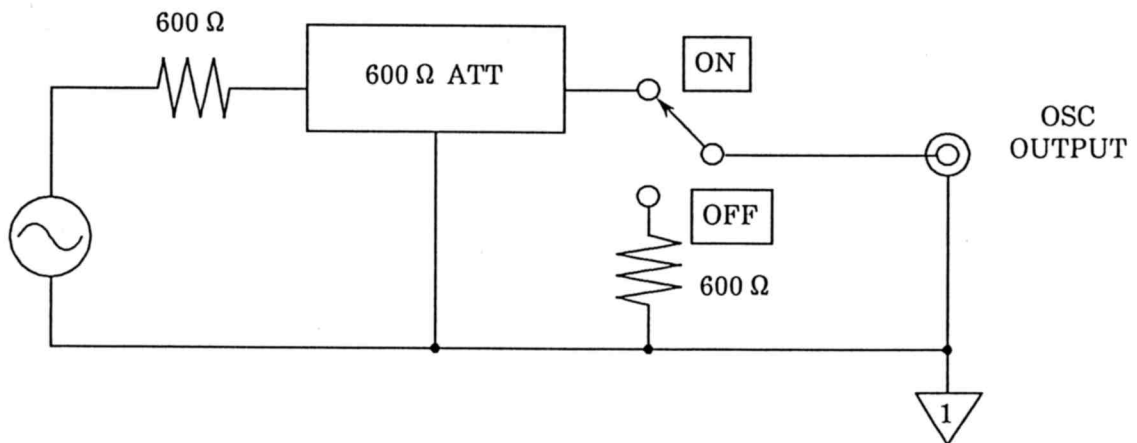 600 Ω
600 Ω ATT
ON
OSC
OUTPUT
OFF
600 Ω
1